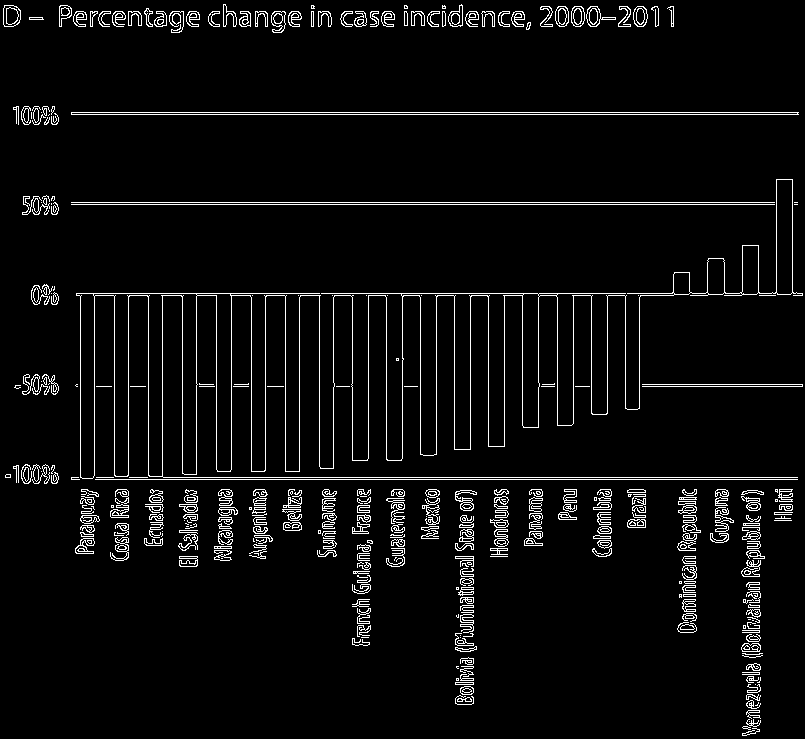 D – Percentage change in case incidence, 2000–2011
100%
50%
0%
-50%
-100%
Paraguay
Costa Rica
Ecuador
El Salvador
Nicaragua
Argentina
Belize
Suriname
French Guiana, France
Guatemala
Mexico
Bolivia (Plurinational Srane of)
Honduras
Panama
Peru
Colombia
Brazil
Dominican Republic
Guyana
Venezuela (Bolivarian Republic of)
Haiti